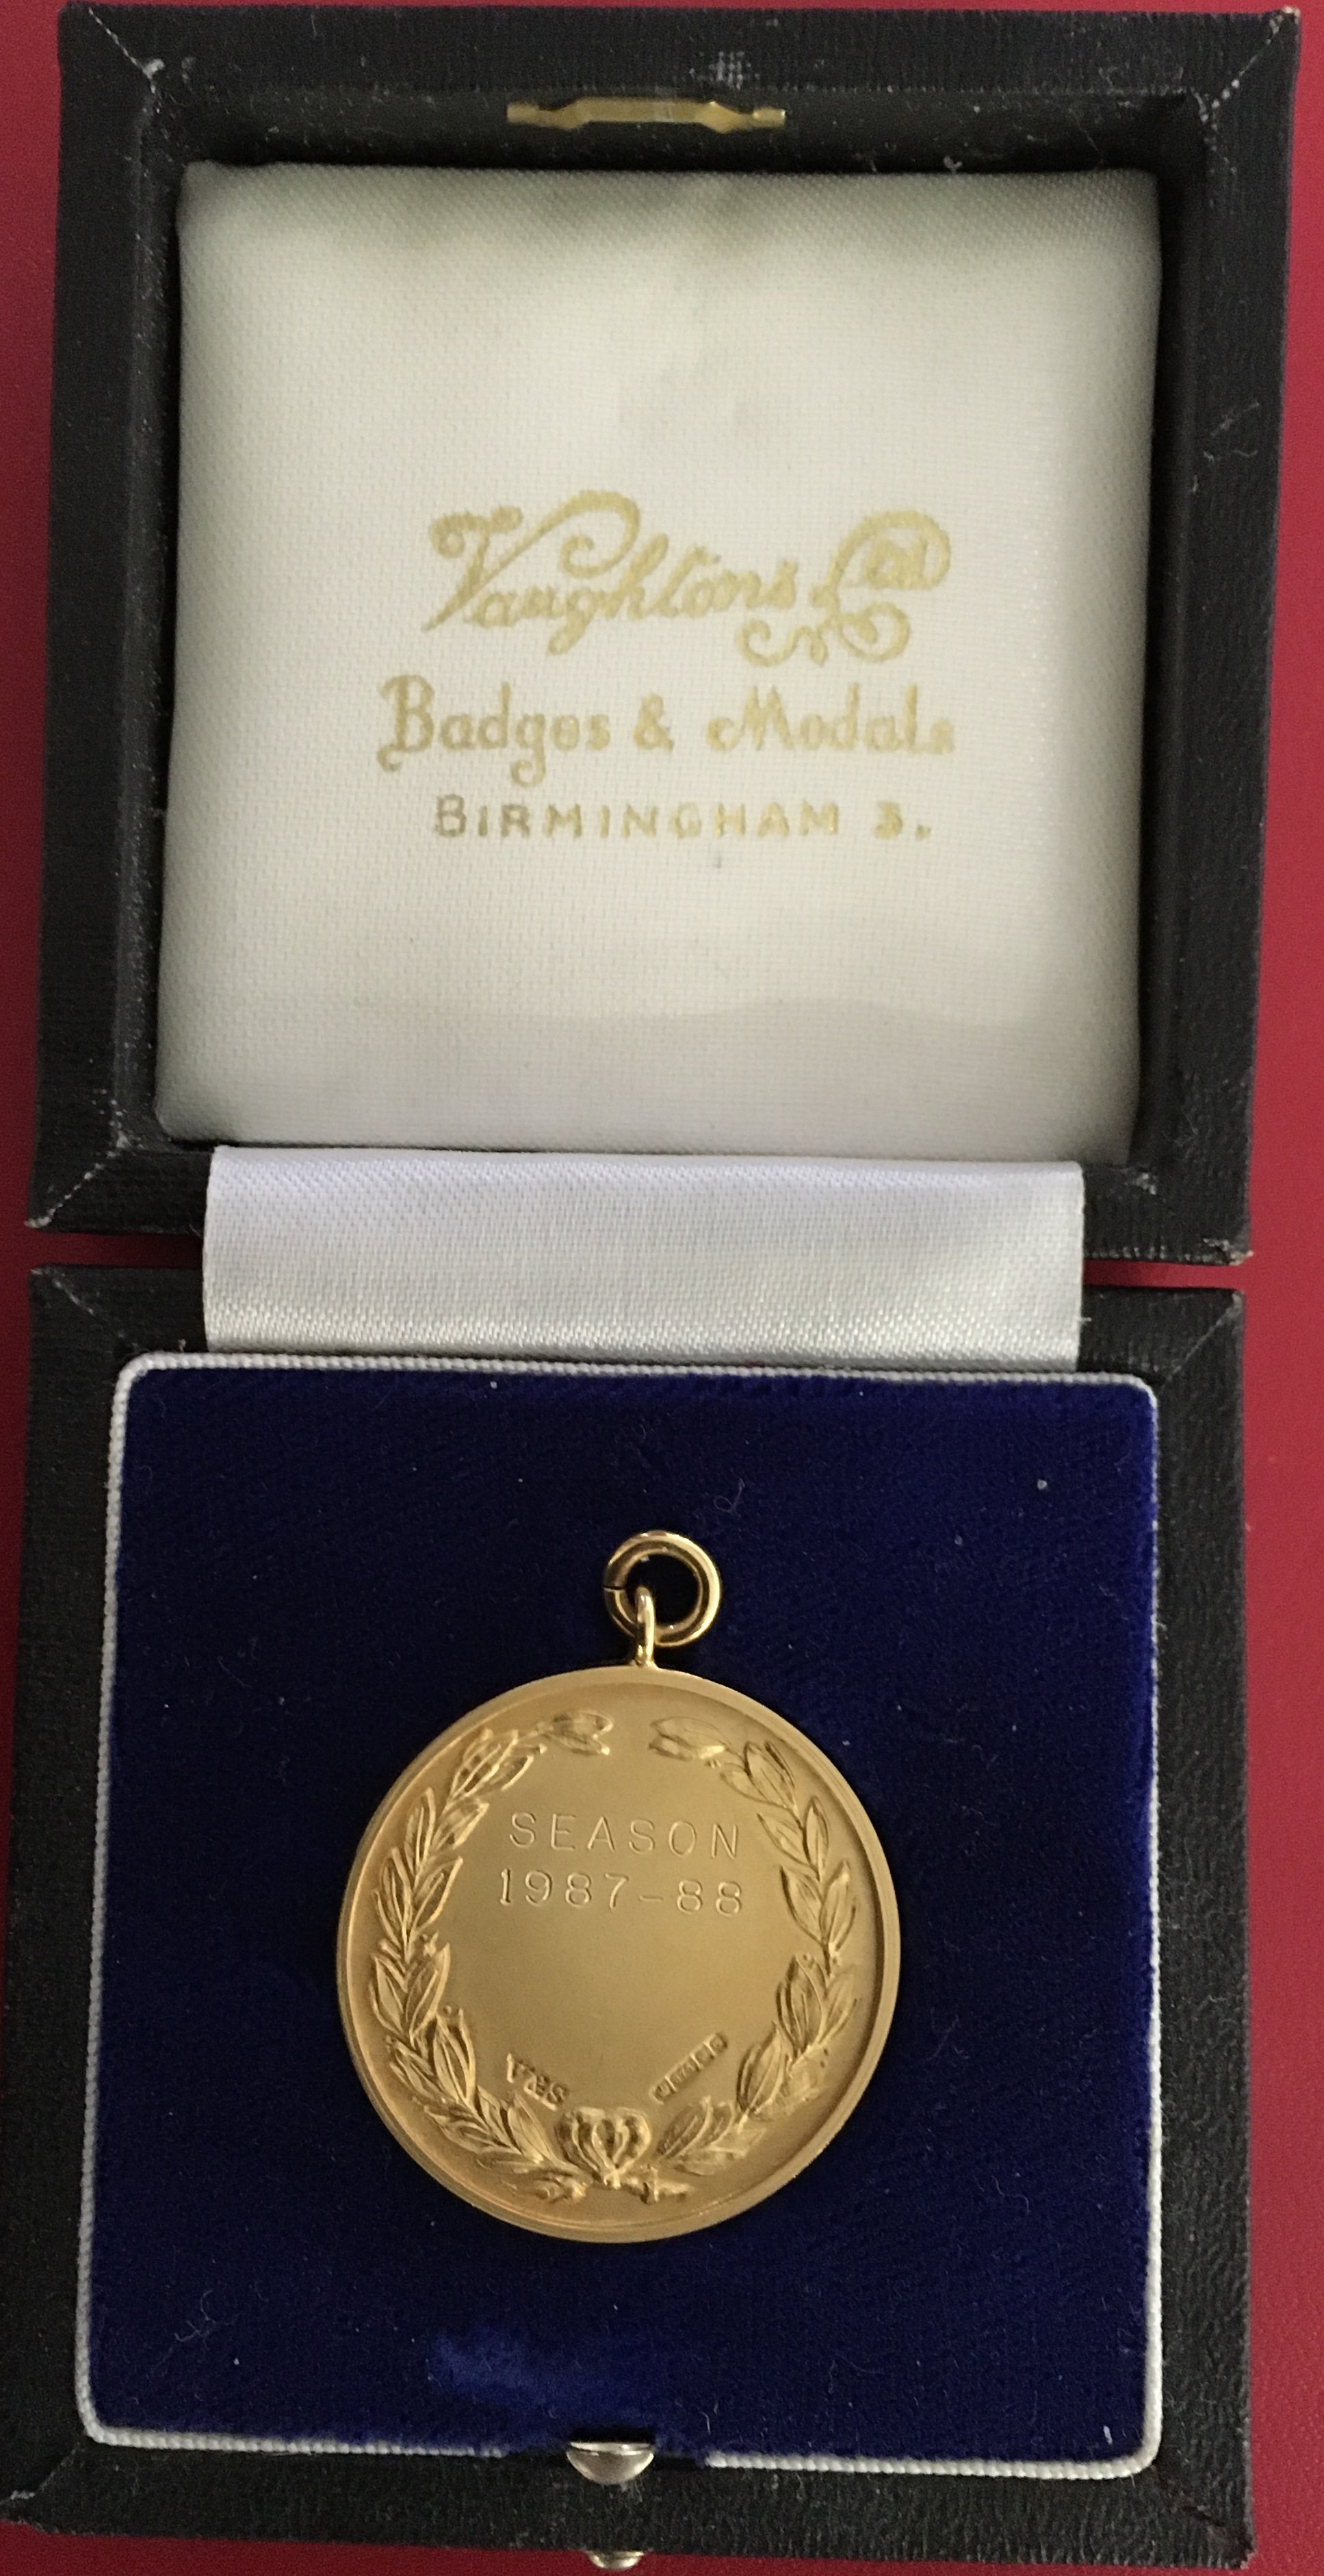 Vaughtons Ltd
Badges & Medals
BIRMINGHAM 3.
SEASON
1987-88
V&S